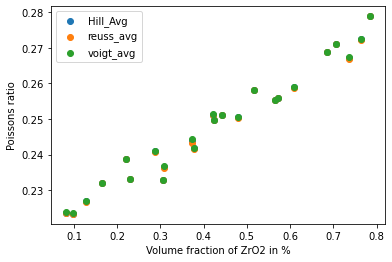 0.28
0.27
0.26
0.25
0.24
0.23
Poissons ratio
Hill_Avg
reuss_avg
voigt_avg
0.1 0.2 0.3 0.4 0.5 0.6 0.7 0.8
Volume fraction of ZrO2 in %